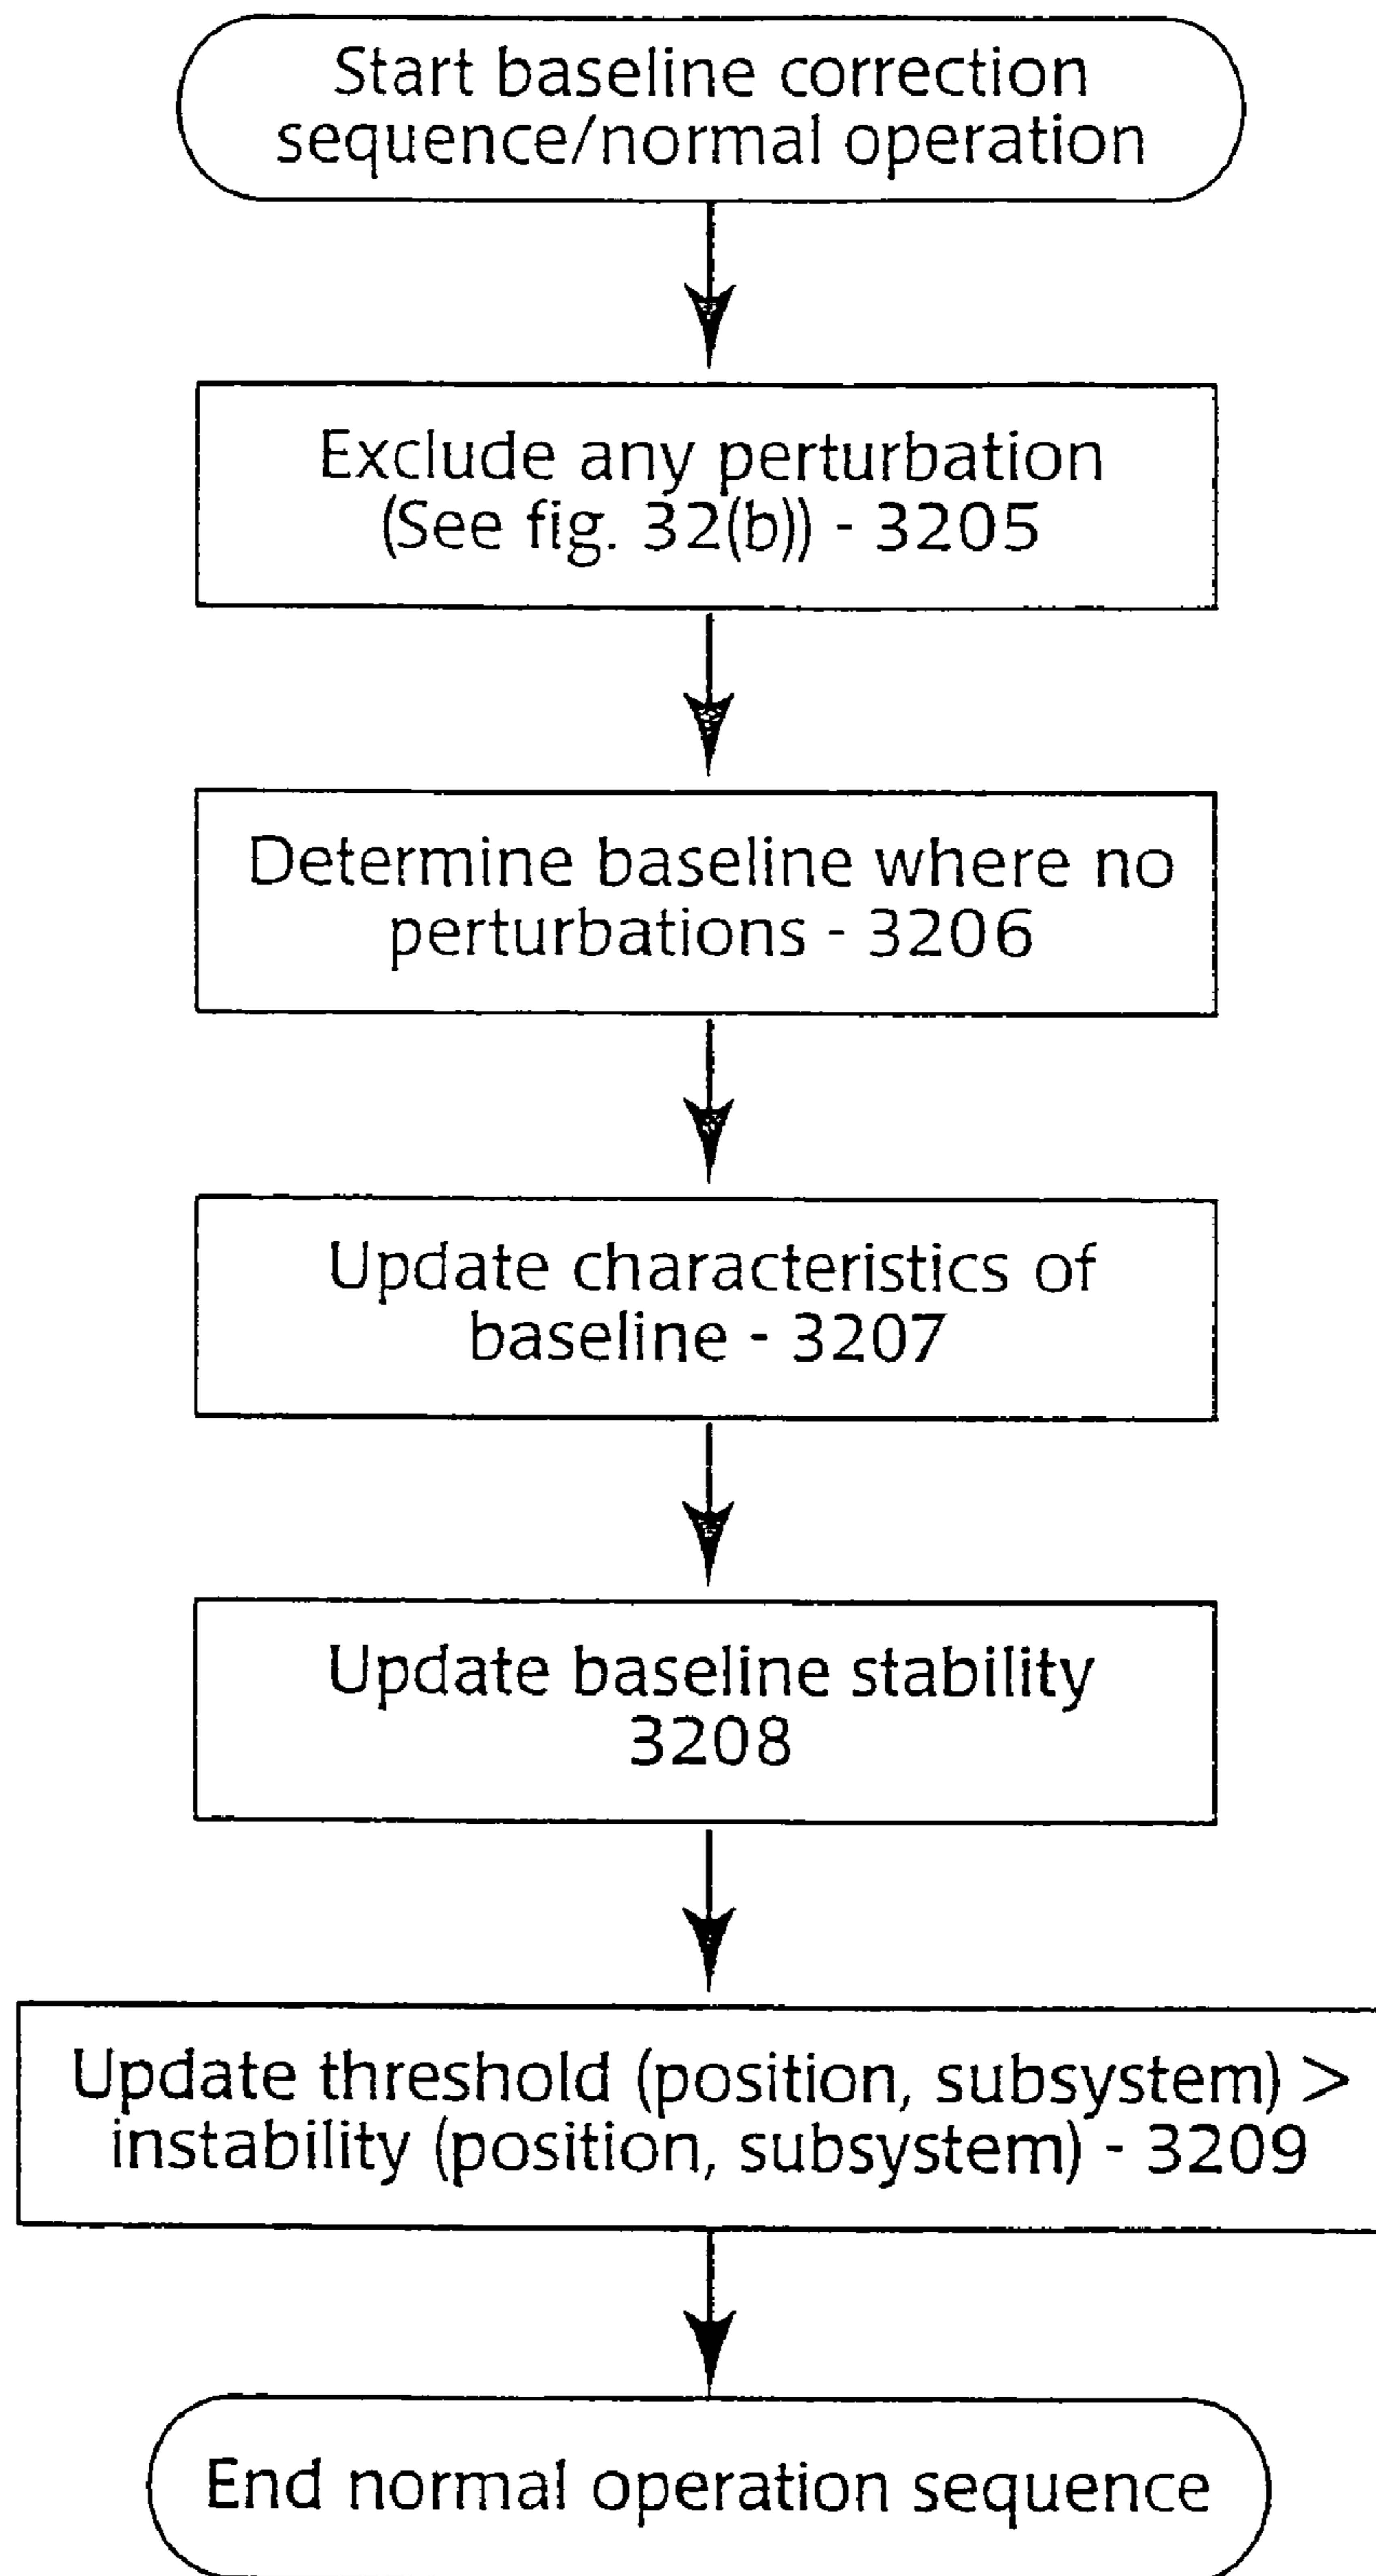 Start baseline correction
sequence/normal operation
Exclude any perturbation
(See fig. 32(b)) - 3205
Determine baseline where no
perturbations - 3206
Update characteristics of
baseline - 3207
Update baseline stability
3208
Update threshold (position, subsystem) >
instability (position, subsystem) - 3209
End normal operation sequence